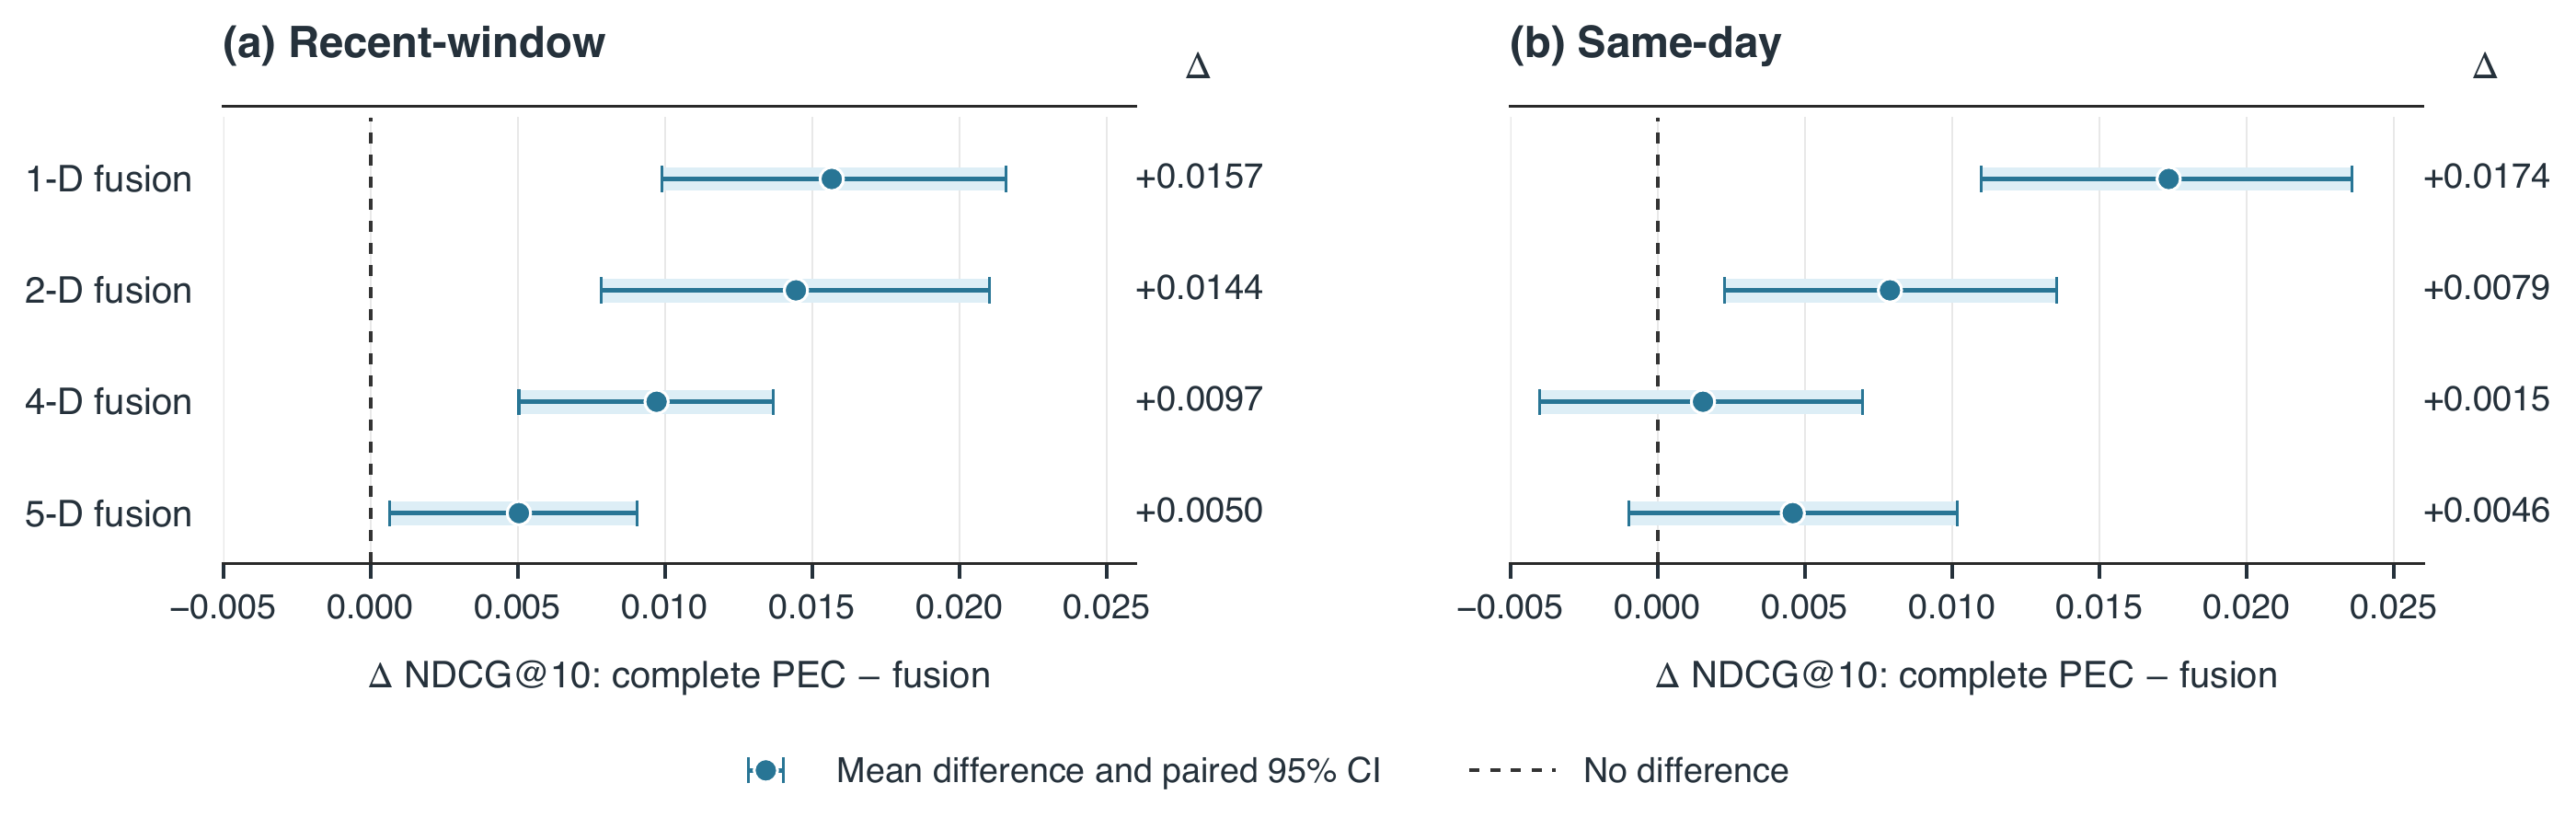 (a) Recent-window
Δ
1-D fusion
+0.0157
2-D fusion
+0.0144
4-D fusion
+0.0097
5-D fusion
+0.0050
−0.005 0.000 0.005 0.010 0.015 0.020 0.025
Δ NDCG@10: complete PEC − fusion
(b) Same-day
Δ
+0.0174
+0.0079
+0.0015
+0.0046
−0.005 0.000 0.005 0.010 0.015 0.020 0.025
Δ NDCG@10: complete PEC − fusion
Mean difference and paired 95% CI
No difference